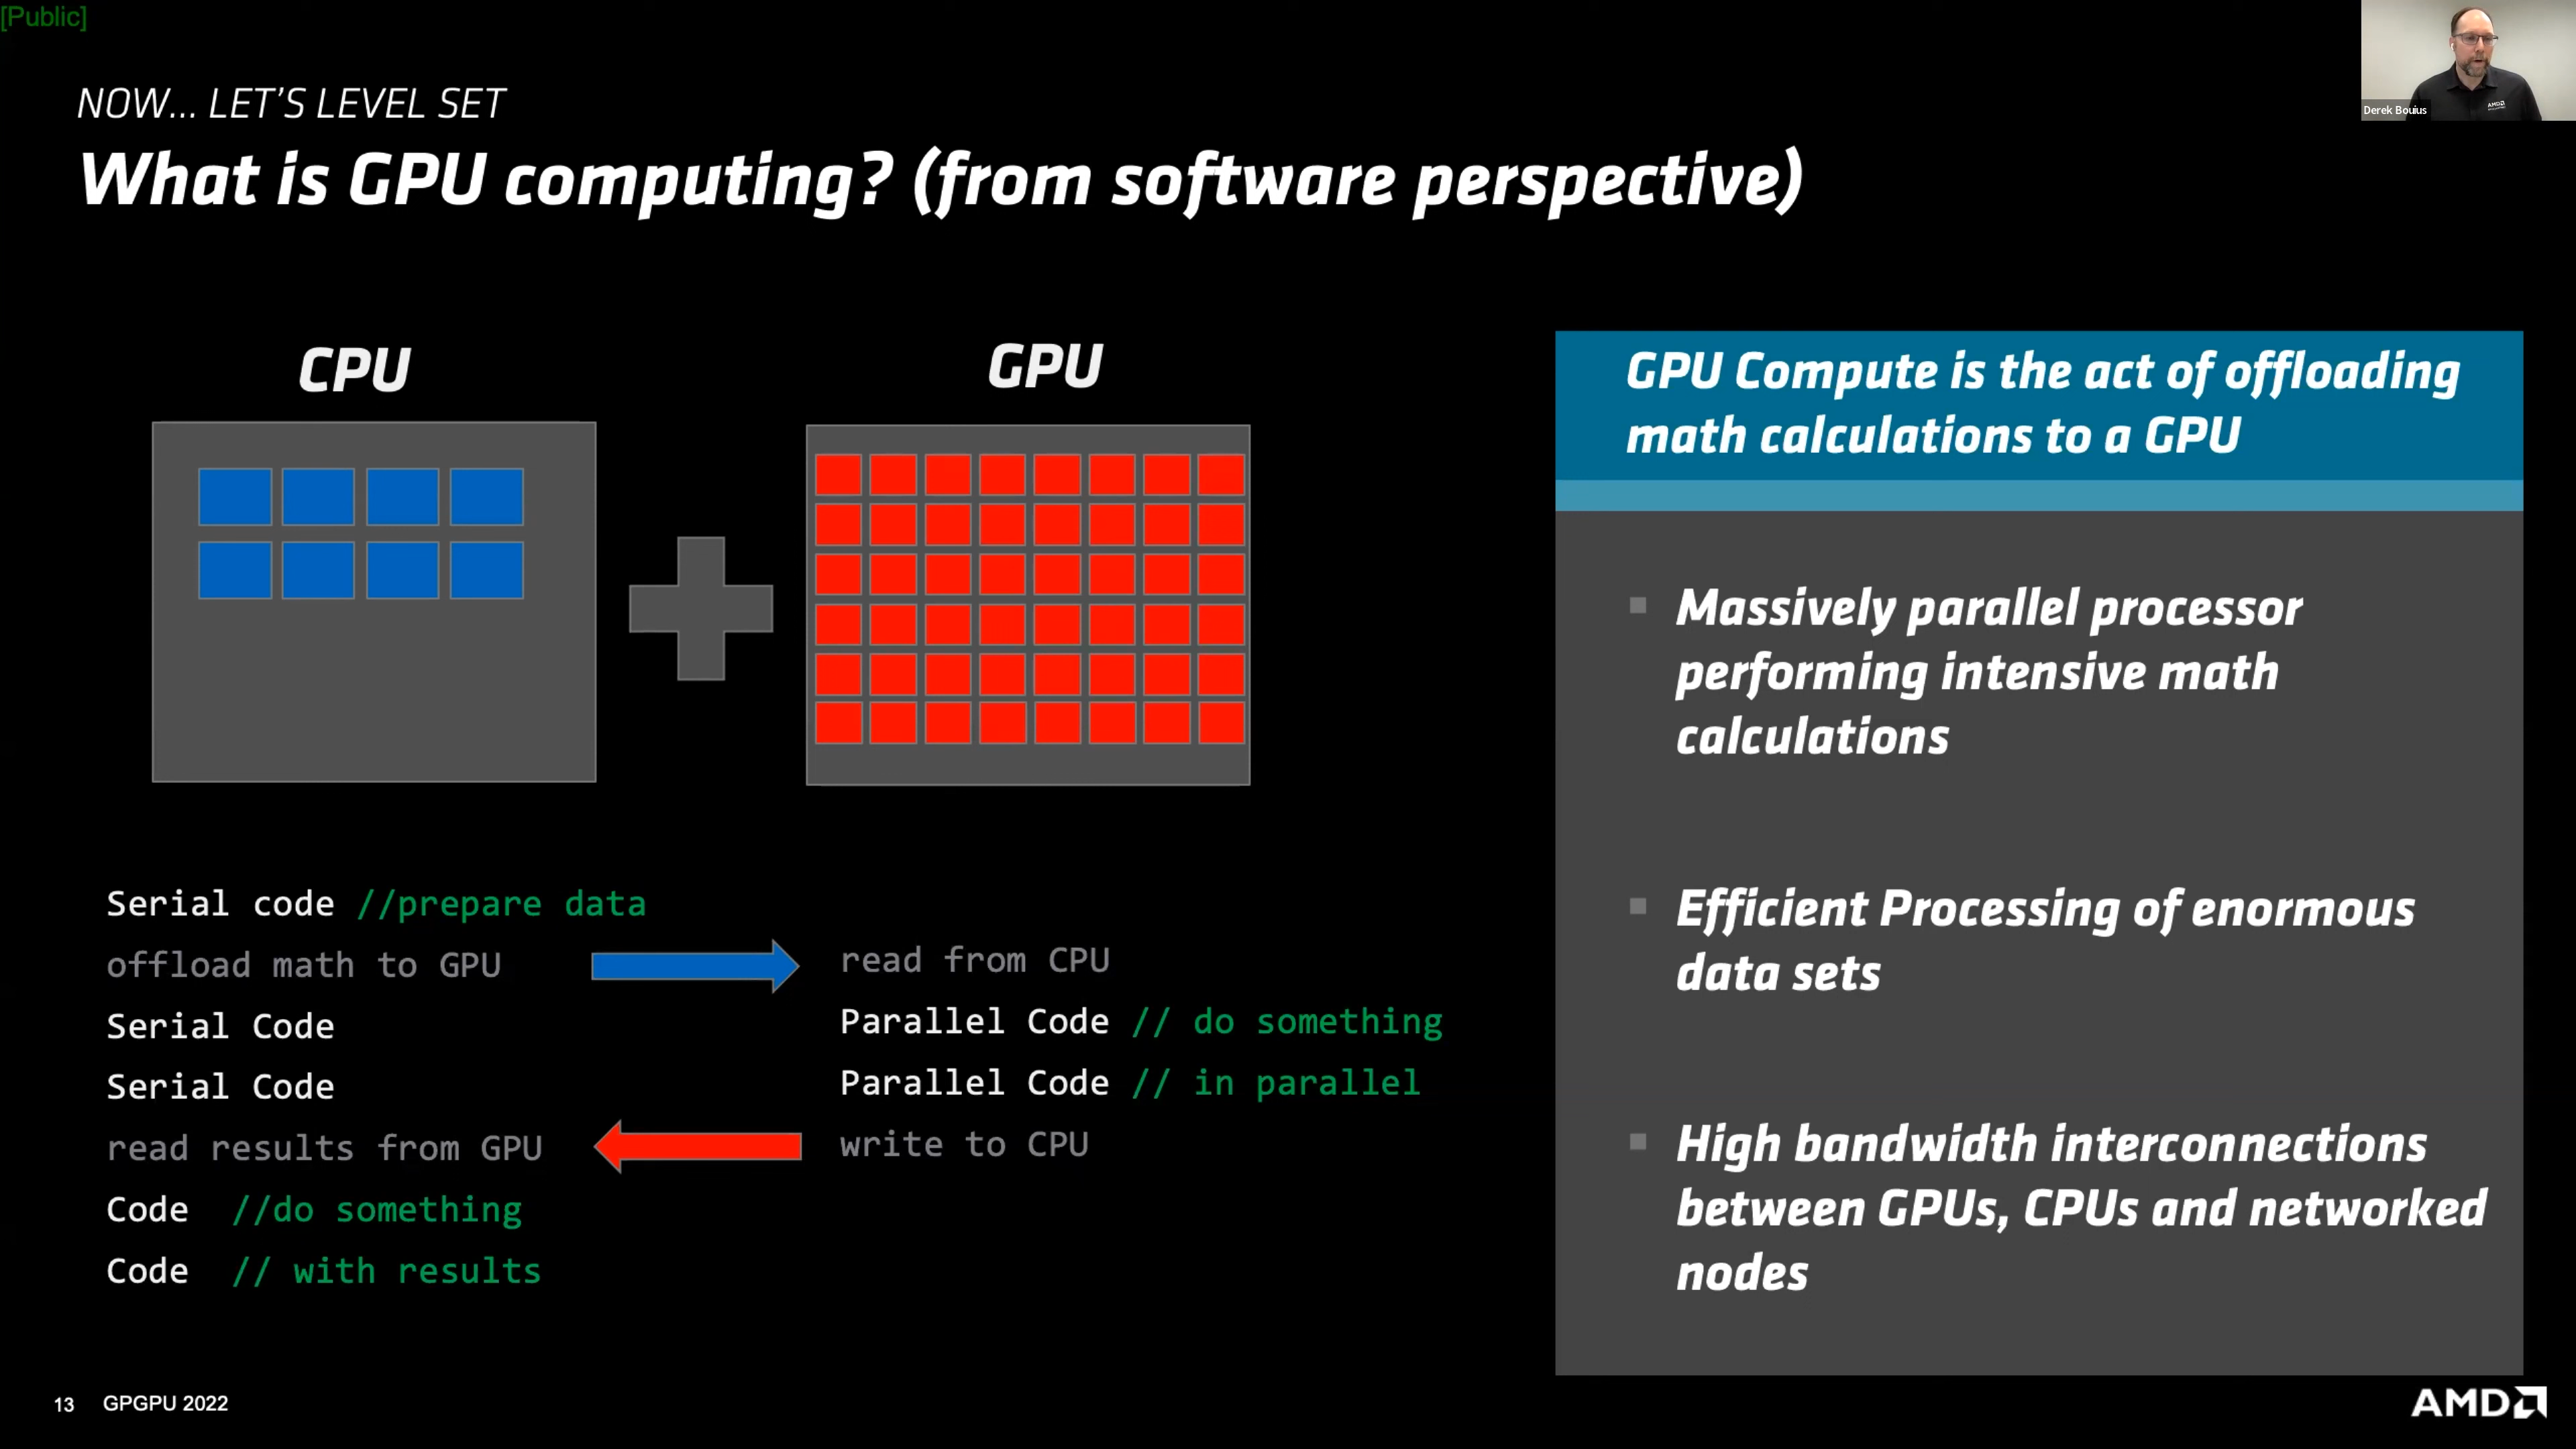 [Public]
Derek Bouius
AMD
NOW... LET'S LEVEL SET
What is GPU computing? (from software perspective)
CPU
GPU
Serial code //prepare data
offload math to GPU
Serial Code
Serial Code
read results from GPU
Code //do something
Code // with results
read from CPU
Parallel Code // do something
Parallel Code // in parallel
write to CPU
GPU Compute is the act of offloading
math calculations to a GPU
Massively parallel processor
performing intensive math
calculations
Efficient Processing of enormous
data sets
High bandwidth interconnections
between GPUs, CPUs and networked
nodes
13 GPGPU 2022
AMD